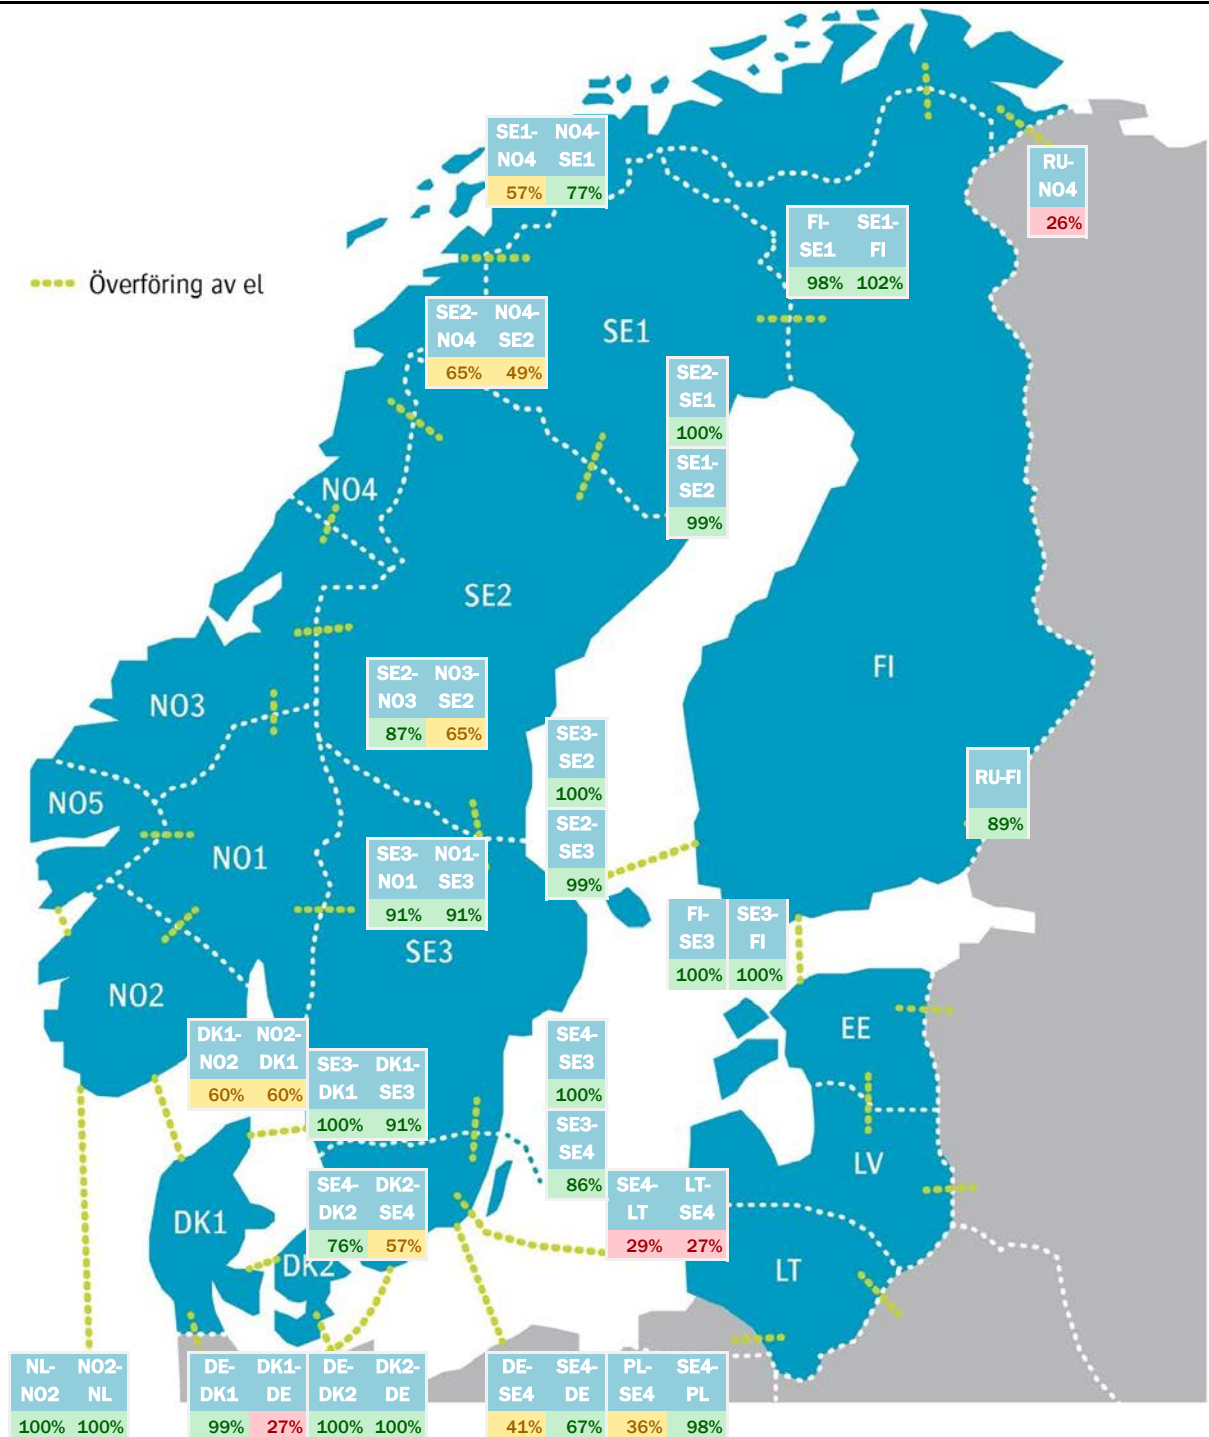 SE1- NO4-
NO4 SE1
57% 77%
RU-
NO4
26%
FI- SE1-
SE1 FI
98% 102%
Överföring av el
SE2- NO4-
NO4 SE2
65% 49%
SE1
SE2-
SE1
100%
SE1-
SE2
99%
NO4
SE2
FI
SE2- NO3-
NO3 SE2
87% 65%
NO3
SE3-
SE2
100%
RU-FI
89%
NO5
SE2-
SE3
99%
NO1
SE3- NO1-
NO1 SE3
91% 91%
SE3
FI- SE3-
SE3 FI
100% 100%
NO2
EE
DK1- NO2-
NO2 DK1
60% 60%
SE3- DK1-
DK1 SE3
100% 91%
SE4-
SE3
100%
SE3-
SE4
86%
LV
SE4- DK2-
DK2 SE4
76% 57%
SE4- LT-
LT SE4
29% 27%
DK1
DK2
LT
NL- NO2-
NO2 NL
100% 100%
DE- DK1-
DK1 DE
99% 27%
DE- DK2-
DK2 DE
100% 100%
DE- SE4-
SE4 DE
41% 67%
PL- SE4-
SE4 PL
36% 98%